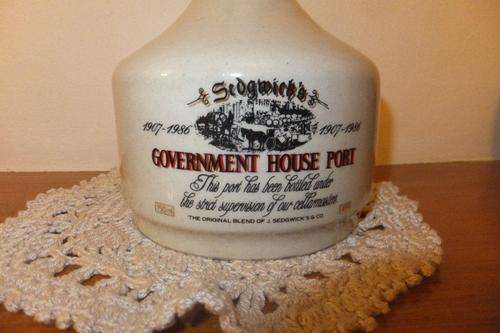 Sedgwick's
1907-1986 1907-1986
GOVERNMENT HOUSE PORT
This port has been bottled under
the strict supervision of our cellarmaster.
THE ORIGINAL BLEND OF J. SEDGWICK'S & CO.